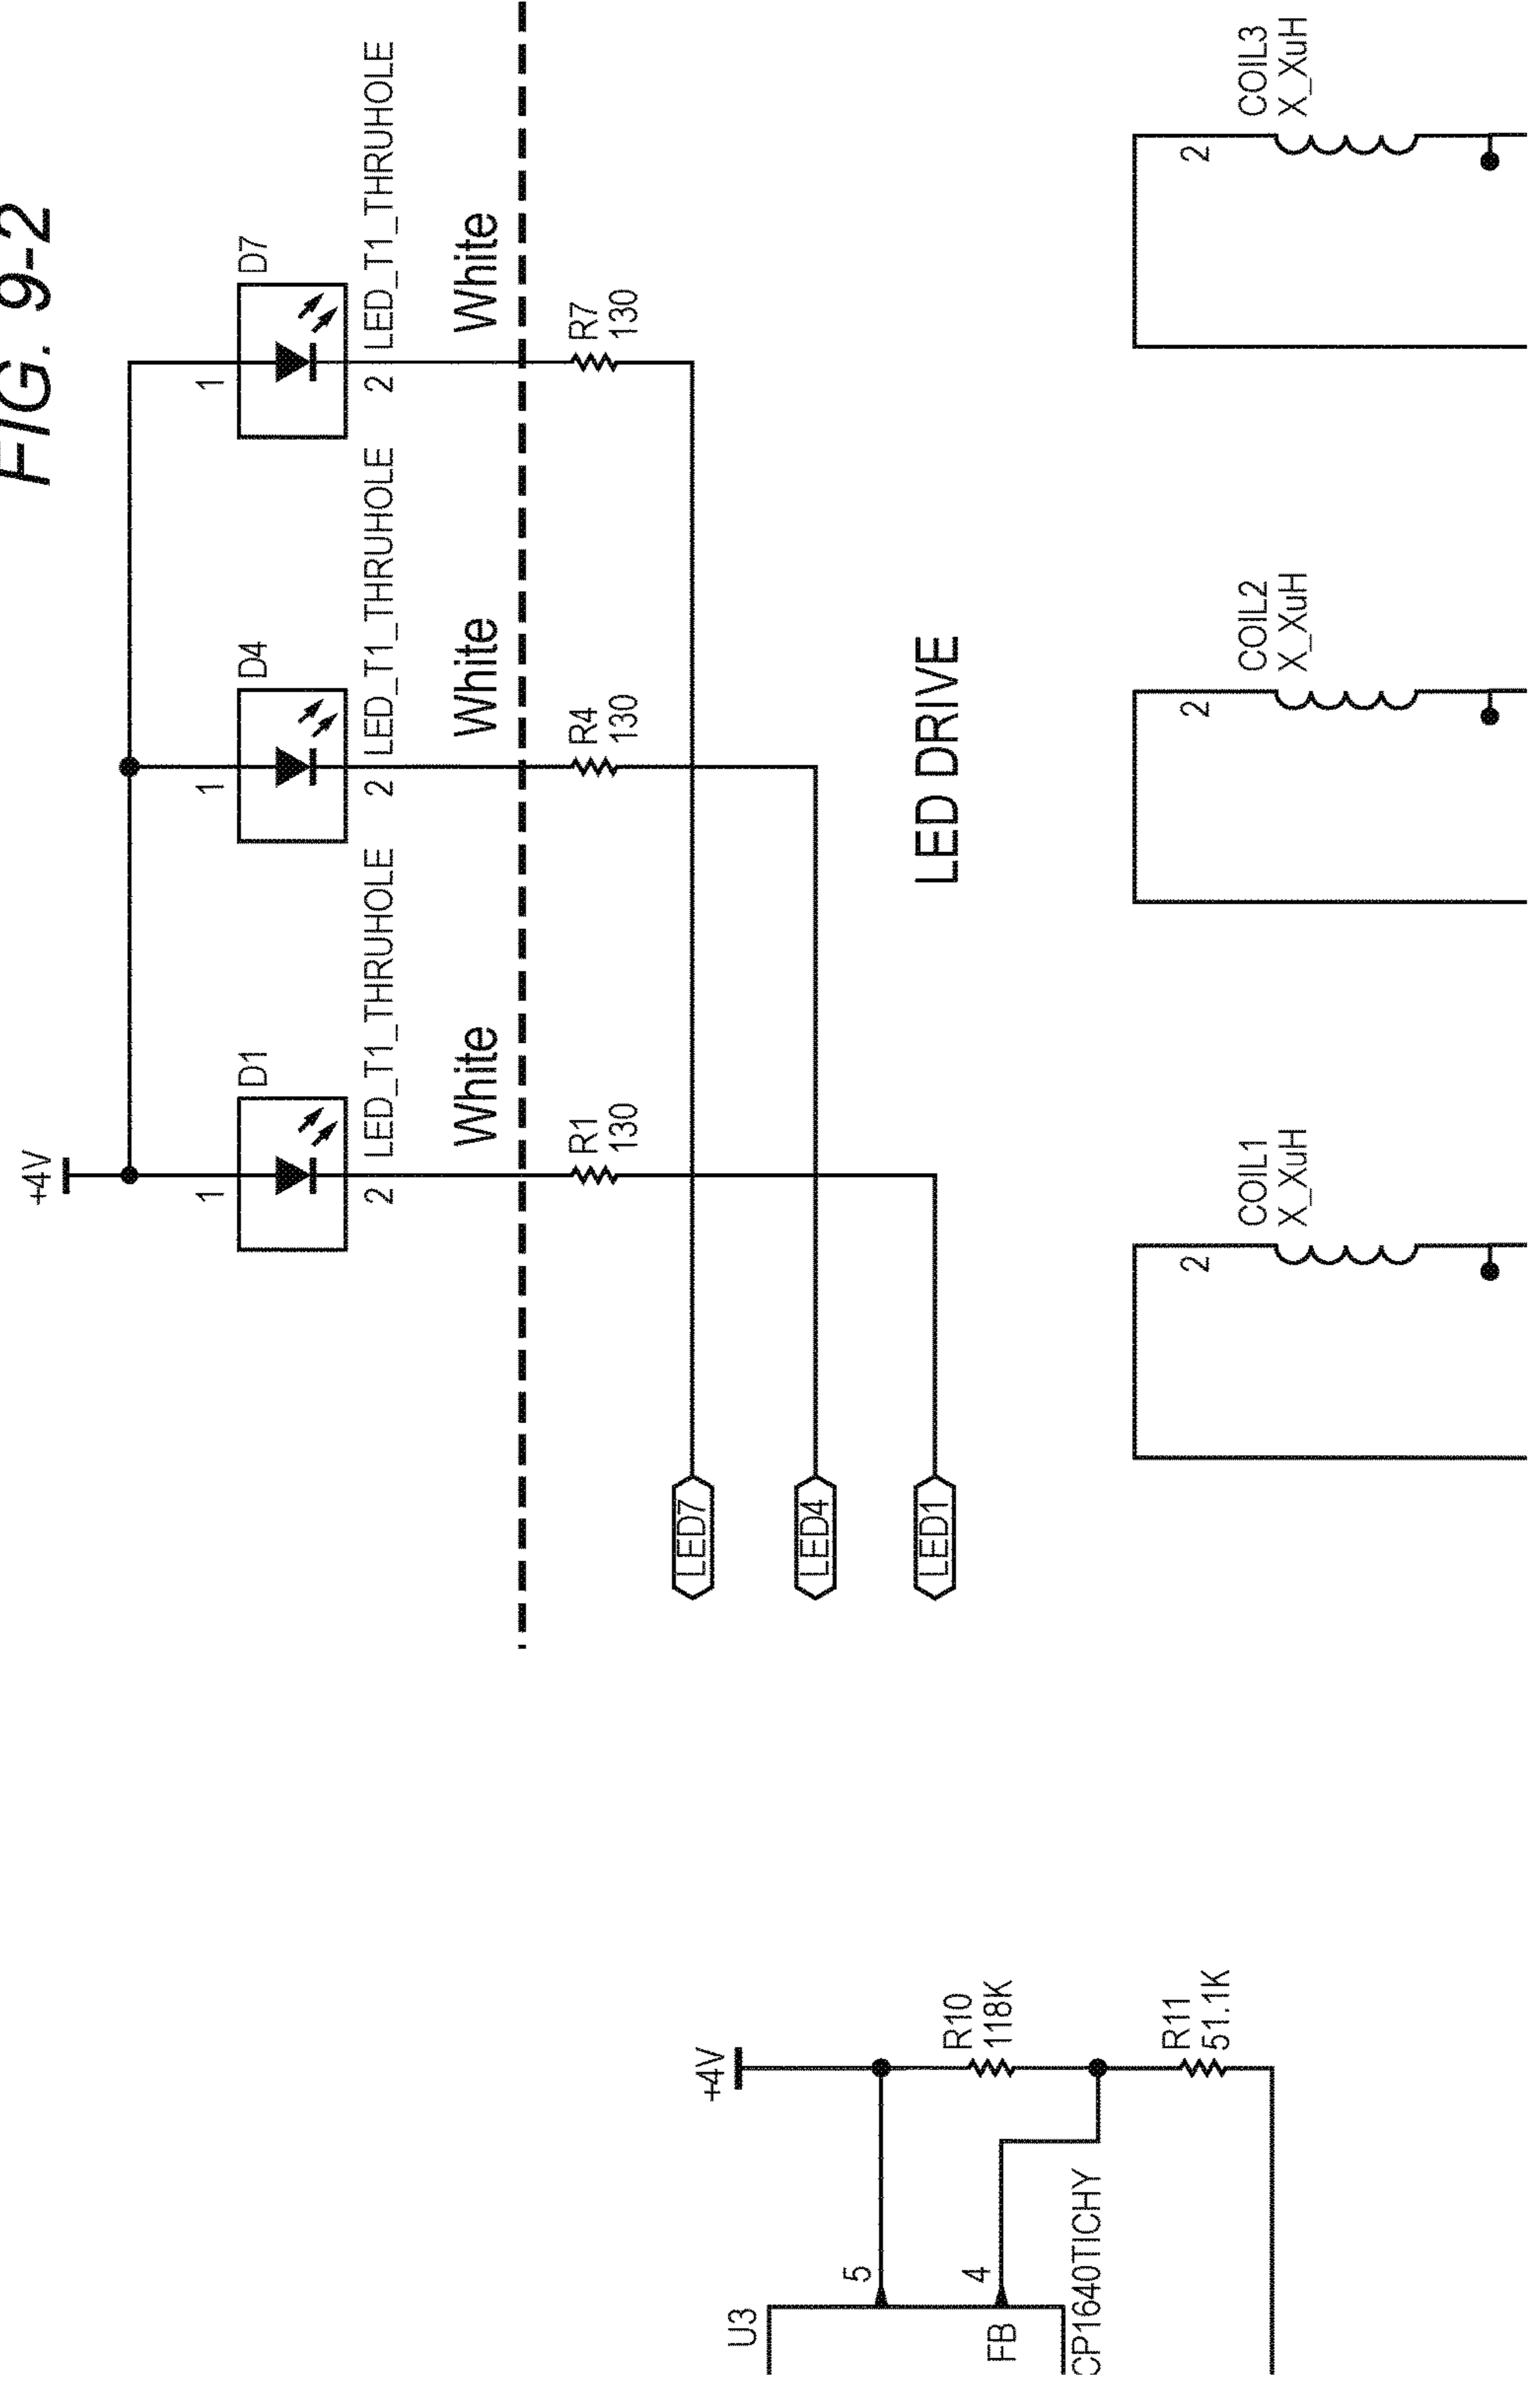 FIG. 9-2
+4V
D1
1
LED_T1_THRUHOLE
2
White
R1
130
D4
1
LED_T1_THRUHOLE
2
White
R4
130
D7
1
LED_T1_THRUHOLE
2
White
R7
130
LED7
LED4
LED1
LED DRIVE
+4V
U3
5
R10
118K
4
FB
CP1640TICHY
R11
51.1K
COIL1
X_XuH
2
COIL2
X_XuH
2
COIL3
X_XuH
2